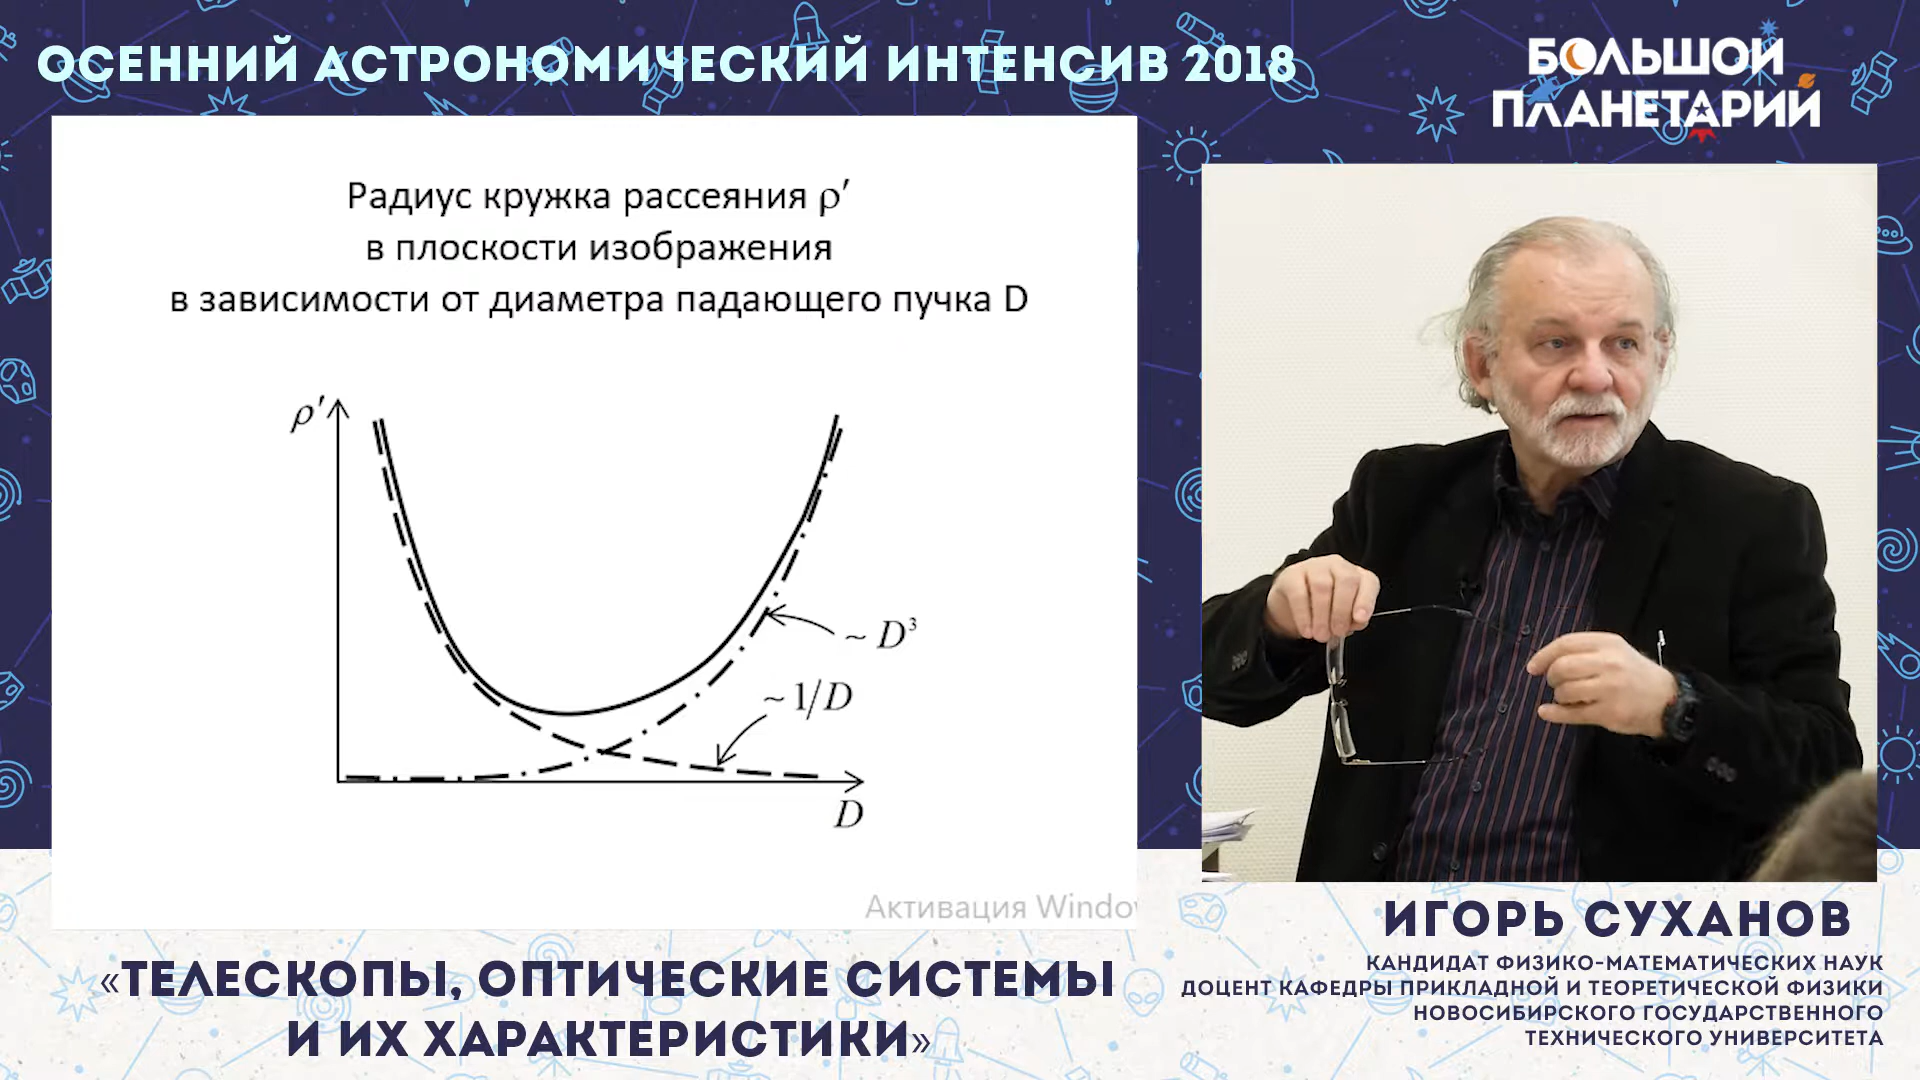 ОСЕННИЙ АСТРОНОМИЧЕСКИЙ ИНТЕНСИВ 2018
БОЛЬШОЙ
ПЛАНЕТАРИЙ
Радиус кружка рассеяния ρ′
в плоскости изображения
в зависимости от диаметра падающего пучка D
ρ′
~ D³
~ 1/D
D
Активация Windo
«ТЕЛЕСКОПЫ, ОПТИЧЕСКИЕ СИСТЕМЫ
И ИХ ХАРАКТЕРИСТИКИ»
ИГОРЬ СУХАНОВ
КАНДИДАТ ФИЗИКО-МАТЕМАТИЧЕСКИХ НАУК
ДОЦЕНТ КАФЕДРЫ ПРИКЛАДНОЙ И ТЕОРЕТИЧЕСКОЙ ФИЗИКИ
НОВОСИБИРСКОГО ГОСУДАРСТВЕННОГО
ТЕХНИЧЕСКОГО УНИВЕРСИТЕТА